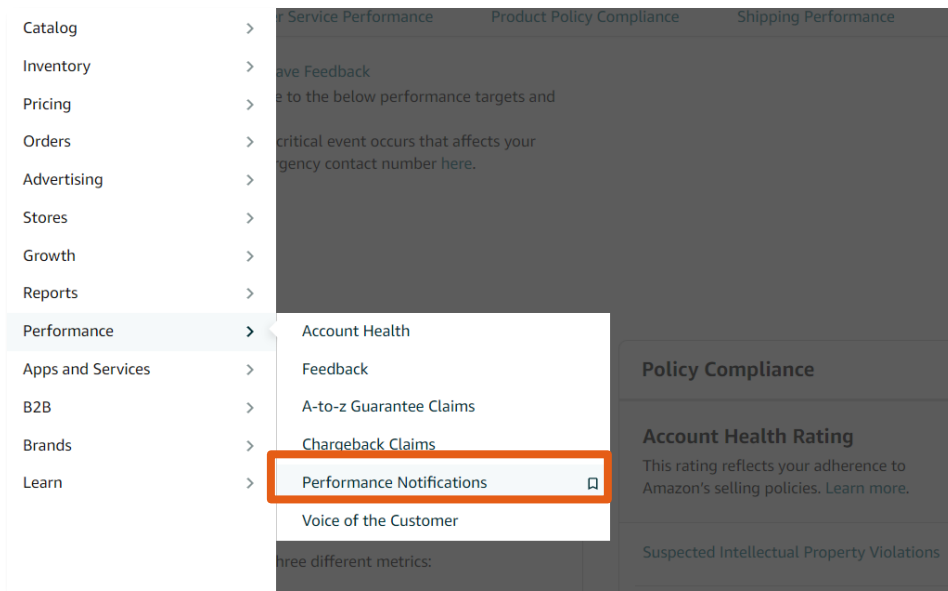 Catalog
Inventory
Pricing
Orders
Advertising
Stores
Growth
Reports
Performance
Apps and Services
B2B
Brands
Learn
Account Health
Feedback
A-to-z Guarantee Claims
Chargeback Claims
Performance Notifications
Voice of the Customer
Service Performance Product Policy Compliance Shipping Performance
Feedback
to the below performance targets and
critical event occurs that affects your
contact number here.
Policy Compliance
Account Health Rating
This rating reflects your adherence to
Amazon's selling policies. Learn more.
Suspected Intellectual Property Violations
three different metrics: